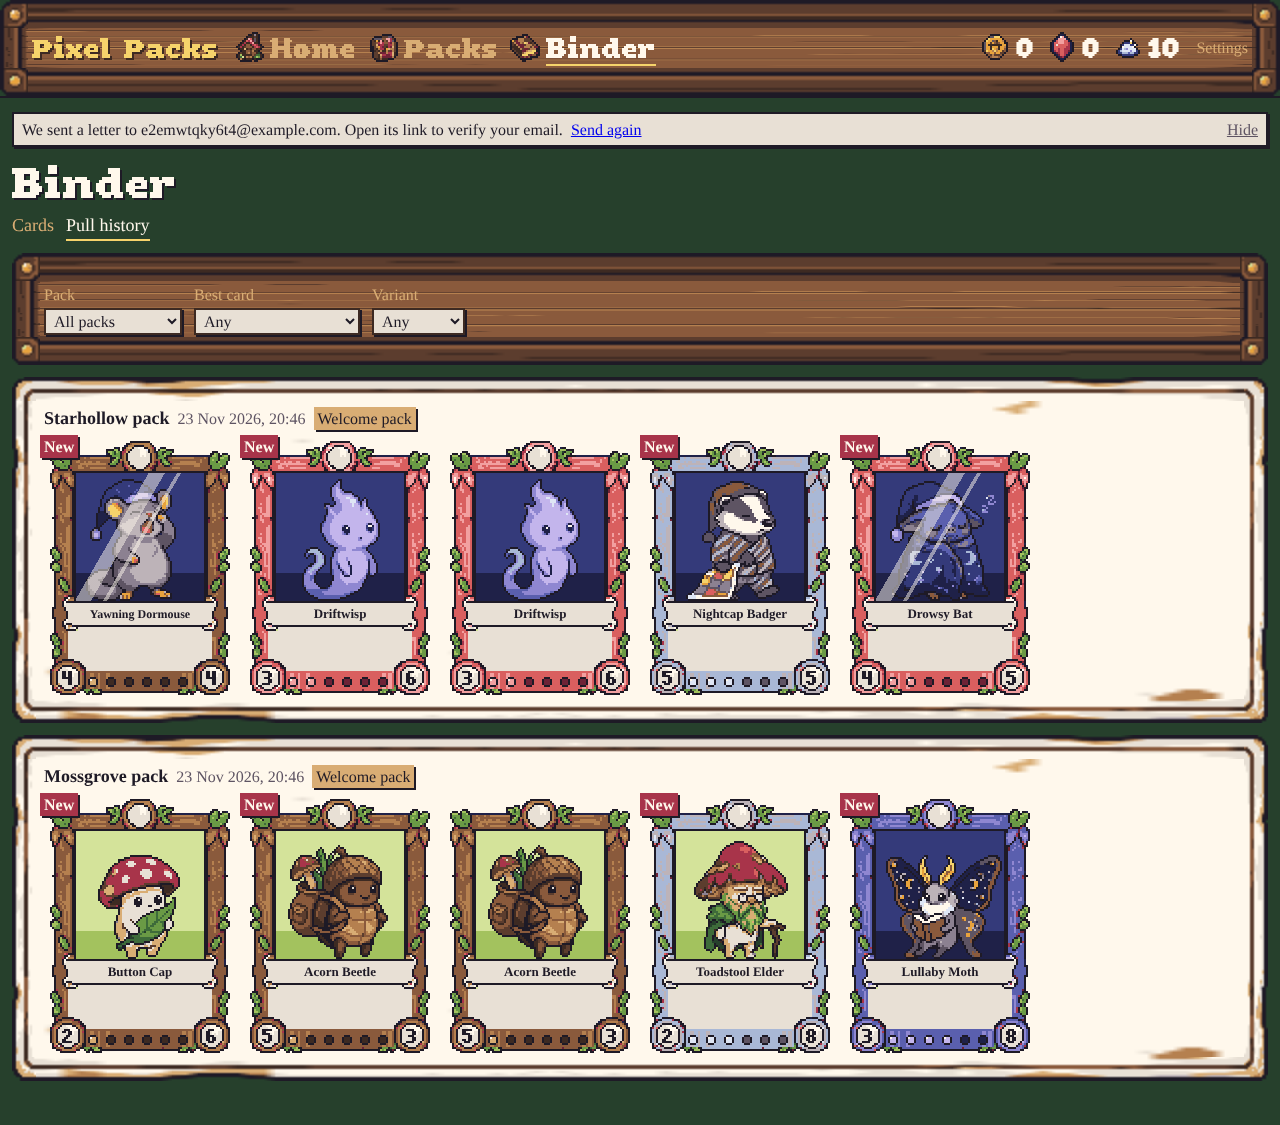 Pixel Packs Home Packs Binder 0 0 10 Settings
We sent a letter to e2emwtqky6t4@example.com. Open its link to verify your email. Send again Hide
Binder
Cards Pull history
Pack Best card Variant
All packs Any Any
Starhollow pack 23 Nov 2026, 20:46 Welcome pack
New New New New
Yawning Dormouse Driftwisp Driftwisp Nightcap Badger Drowsy Bat
4 4 3 6 3 6 5 5 4 5
Mossgrove pack 23 Nov 2026, 20:46 Welcome pack
New New New New
Button Cap Acorn Beetle Acorn Beetle Toadstool Elder Lullaby Moth
2 6 5 3 5 3 2 8 3 8